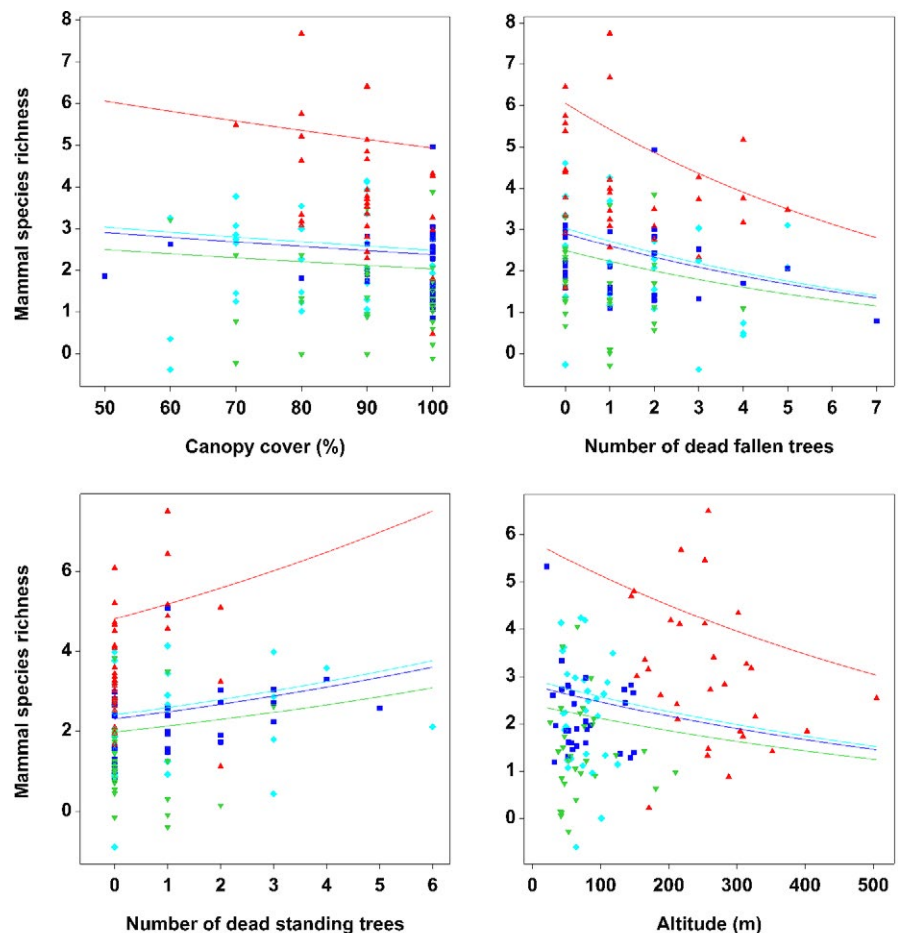 Mammal species richness
8
7
6
5
4
3
2
1
0
50 60 70 80 90 100
Canopy cover (%)
8
7
6
5
4
3
2
1
0
0 1 2 3 4 5 6 7
Number of dead fallen trees
Mammal species richness
6
4
2
0
0 1 2 3 4 5 6
Number of dead standing trees
6
5
4
3
2
1
0
0 100 200 300 400 500
Altitude (m)